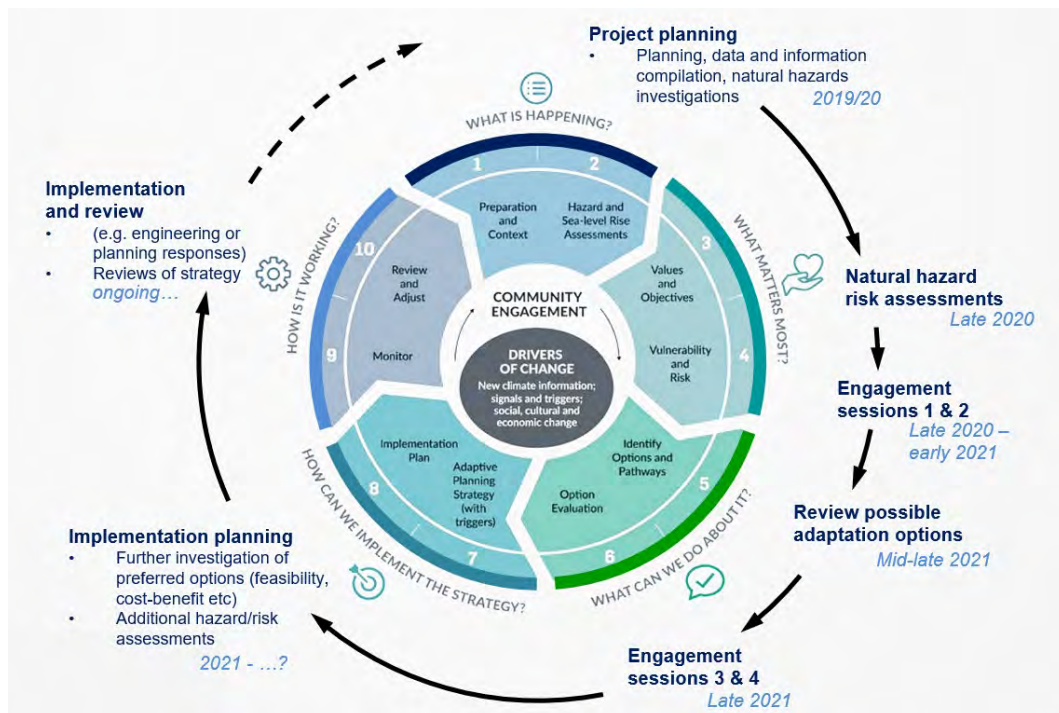 Project planning
• Planning, data and information
compilation, natural hazards
investigations 2019/20
WHAT IS HAPPENING?
1
2
Preparation
and
Context
Hazard and
Sea-level Rise
Assessments
WHAT MATTERS MOST?
3
Values
and
Objectives
4
Vulnerability
and
Risk
Natural hazard
risk assessments
Late 2020
Engagement
sessions 1 & 2
Late 2020 –
early 2021
Review possible
adaptation options
Mid-late 2021
WHAT CAN WE DO ABOUT IT?
5
Identify
Options and
Pathways
6
Option
Evaluation
Engagement
sessions 3 & 4
Late 2021
HOW CAN WE IMPLEMENT THE STRATEGY?
7
Adaptive
Planning
Strategy
(with
triggers)
8
Implementation
Plan
Implementation planning
• Further investigation of
preferred options (feasibility,
cost-benefit etc)
• Additional hazard/risk
assessments
2021 - …?
HOW IS IT WORKING?
9
Monitor
10
Review
and
Adjust
Implementation
and review
• (e.g. engineering or
planning responses)
• Reviews of strategy
ongoing…
COMMUNITY
ENGAGEMENT
DRIVERS
OF CHANGE
New climate information;
signals and triggers;
social, cultural and
economic change